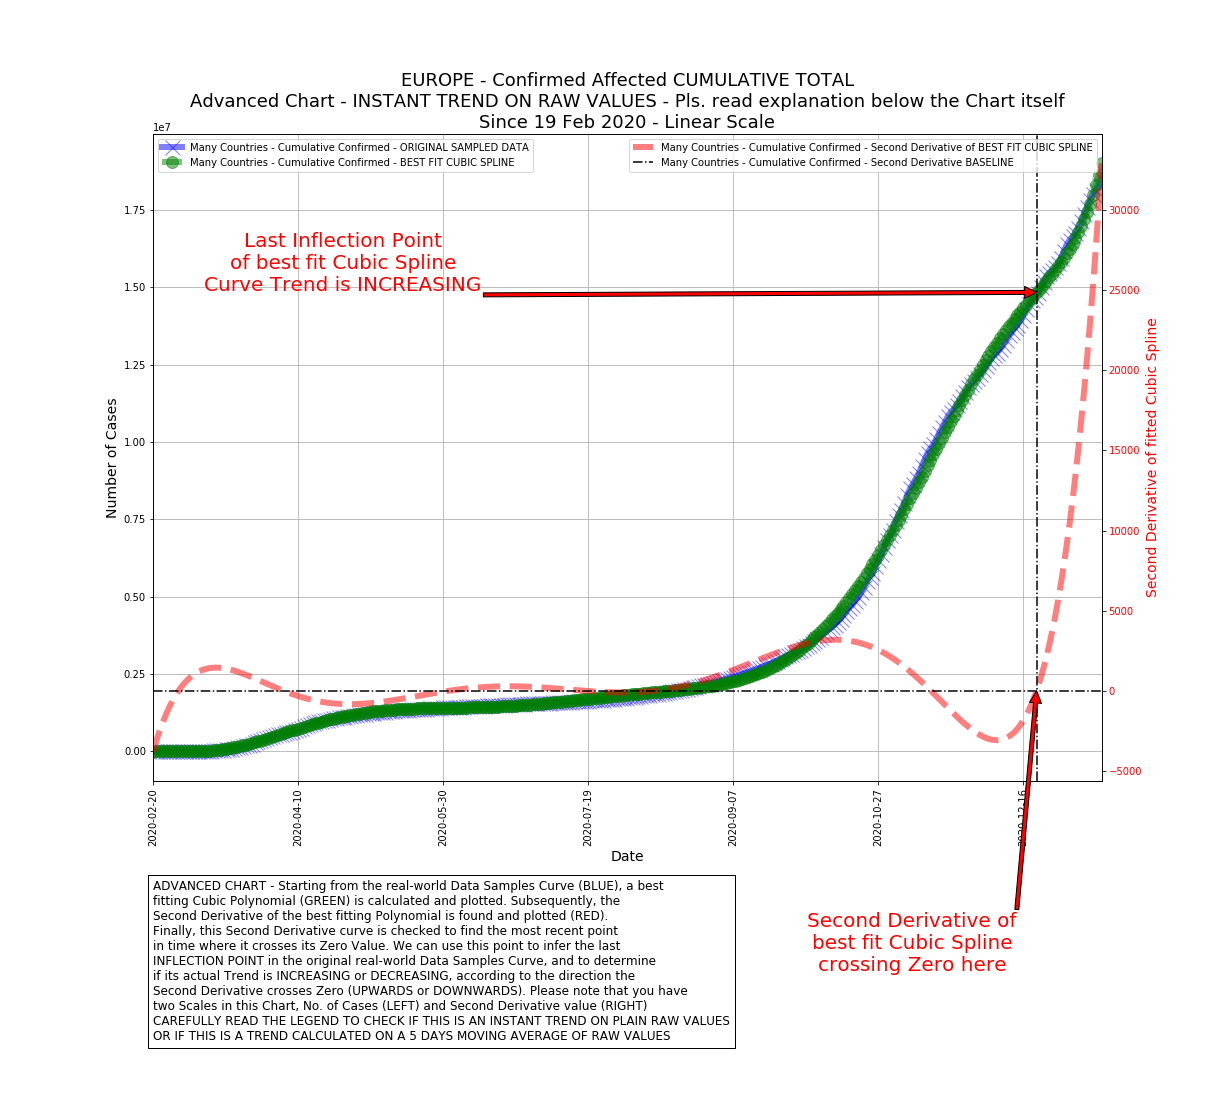 EUROPE - Confirmed Affected CUMULATIVE TOTAL
Advanced Chart - INSTANT TREND ON RAW VALUES - Pls. read explanation below the Chart itself
Since 19 Feb 2020 - Linear Scale
1e7
Many Countries - Cumulative Confirmed - ORIGINAL SAMPLED DATA
Many Countries - Cumulative Confirmed - BEST FIT CUBIC SPLINE
Many Countries - Cumulative Confirmed - Second Derivative of BEST FIT CUBIC SPLINE
Many Countries - Cumulative Confirmed - Second Derivative BASELINE
Last Inflection Point
of best fit Cubic Spline
Curve Trend is INCREASING
Number of Cases
1.75
1.50
1.25
1.00
0.75
0.50
0.25
0.00
30000
25000
20000
15000
10000
5000
0
−5000
Second Derivative of fitted Cubic Spline
2020-02-20
2020-04-10
2020-05-30
2020-07-19
2020-09-07
2020-10-27
2020-12-16
Date
ADVANCED CHART - Starting from the real-world Data Samples Curve (BLUE), a best
fitting Cubic Polynomial (GREEN) is calculated and plotted. Subsequently, the
Second Derivative of the best fitting Polynomial is found and plotted (RED).
Finally, this Second Derivative curve is checked to find the most recent point
in time where it crosses its Zero Value. We can use this point to infer the last
INFLECTION POINT in the original real-world Data Samples Curve, and to determine
if its actual Trend is INCREASING or DECREASING, according to the direction the
Second Derivative crosses Zero (UPWARDS or DOWNWARDS). Please note that you have
two Scales in this Chart, No. of Cases (LEFT) and Second Derivative value (RIGHT)
CAREFULLY READ THE LEGEND TO CHECK IF THIS IS AN INSTANT TREND ON PLAIN RAW VALUES
OR IF THIS IS A TREND CALCULATED ON A 5 DAYS MOVING AVERAGE OF RAW VALUES
Second Derivative of
best fit Cubic Spline
crossing Zero here